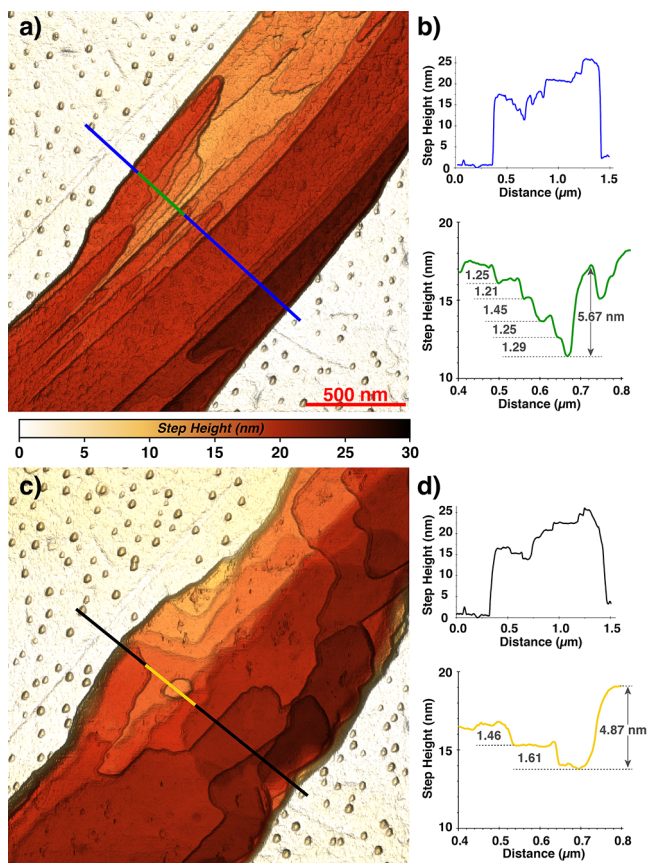 a)
500 nm
Step Height (nm)
0 5 10 15 20 25 30
b)
Step Height (nm)
25
20
15
10
5
0
0.0 0.5 1.0 1.5
Distance (µm)
Step Height (nm)
20
15
10
1.25
1.21
1.45
1.25
1.29
5.67 nm
0.4 0.5 0.6 0.7 0.8
Distance (µm)
c)
d)
Step Height (nm)
25
20
15
10
5
0
0.0 0.5 1.0 1.5
Distance (µm)
Step Height (nm)
20
15
10
1.46
1.61
4.87 nm
0.4 0.5 0.6 0.7 0.8
Distance (µm)